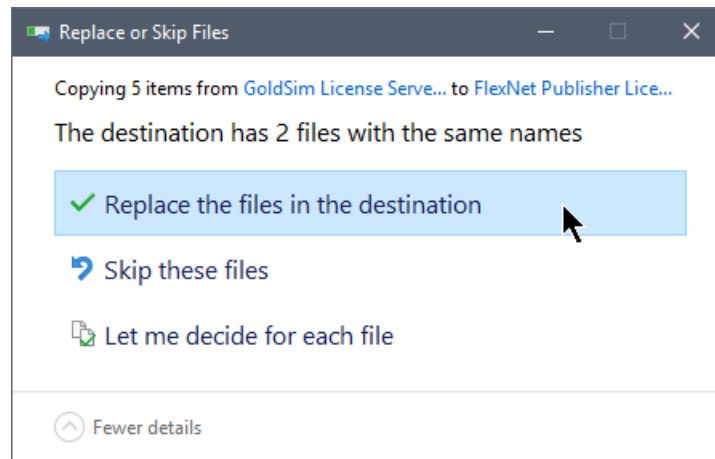 Replace or Skip Files
Copying 5 items from GoldSim License Serve... to FlexNet Publisher Lice...
The destination has 2 files with the same names
Replace the files in the destination
Skip these files
Let me decide for each file
Fewer details